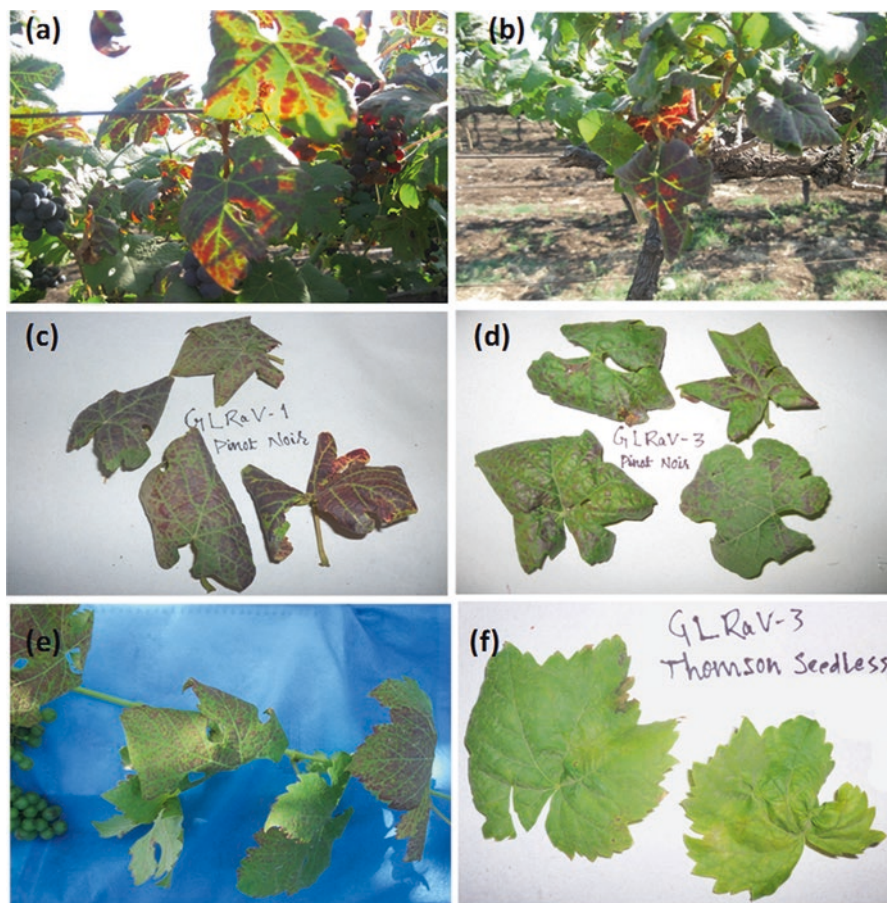 (a)
(b)
(c)
GLRaV-1
Pinot Noir
(d)
GLRaV-3
Pinot Noir
(e)
(f)
GLRaV-3
Thomson Seedless